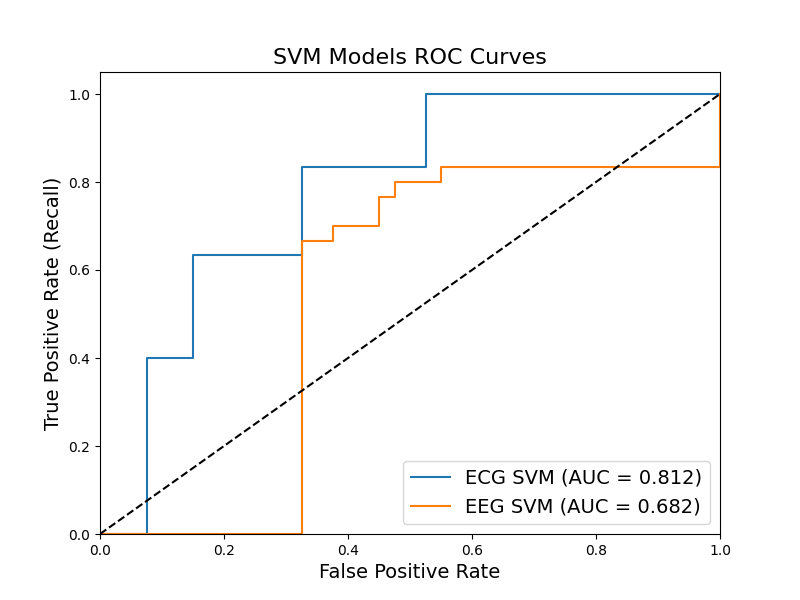 SVM Models ROC Curves
True Positive Rate (Recall)
1.0
0.8
0.6
0.4
0.2
0.0
0.0 0.2 0.4 0.6 0.8 1.0
False Positive Rate
ECG SVM (AUC = 0.812)
EEG SVM (AUC = 0.682)